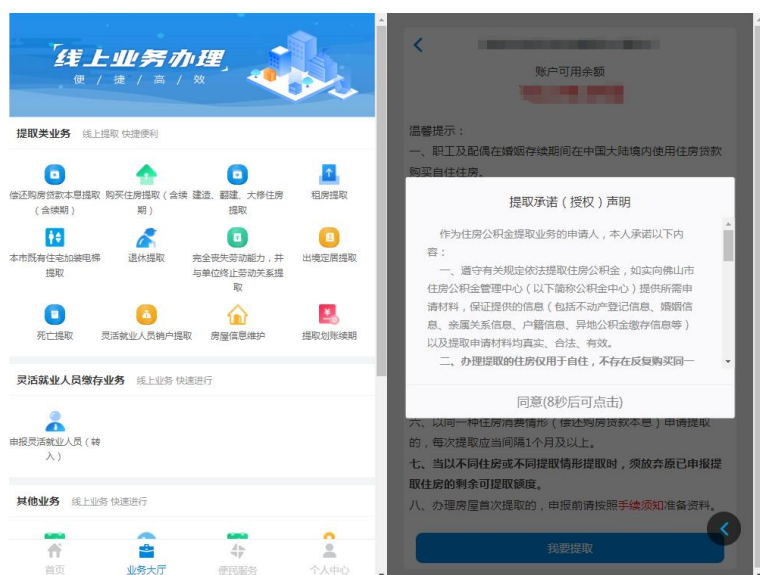 线上业务办理
便 / 捷 / 高 / 效
提取类业务 线上提取 快捷便利
偿还购房贷款本息提取（含续期）
购买住房提取（含续期）
建造、翻建、大修住房提取
租房提取
本市既有住宅加装电梯提取
退休提取
完全丧失劳动能力，并与单位终止劳动关系提取
出境定居提取
死亡提取
灵活就业人员销户提取
房屋信息维护
提取划账续期
灵活就业人员缴存业务 线上业务 快速进行
申报灵活就业人员（转入）
其他业务 线上业务 快速进行
首页
业务大厅
便民服务
个人中心
账户可用余额
温馨提示：
一、职工及配偶在婚姻存续期间在中国大陆境内使用住房贷款
购买自住住房。
提取承诺（授权）声明
作为住房公积金提取业务的申请人，本人承诺以下内
容：
一、遵守有关规定依法提取住房公积金，如实向佛山市
住房公积金管理中心（以下简称公积金中心）提供所需申
请材料，保证提供的信息（包括不动产登记信息、婚姻信
息、亲属关系信息、户籍信息、异地公积金缴存信息等）
以及提取申请材料均真实、合法、有效。
二、办理提取的住房仅用于自住，不存在反复购买同一
同意(8秒后可点击)
六、以同一种住房消费情形（偿还购房贷款本息）申请提取
的，每次提取应当间隔1个月及以上。
七、当以不同住房或不同提取情形提取时，须放弃原已申报提
取住房的剩余可提取额度。
八、办理房屋首次提取的，申报前请按照手续须知准备资料。
我要提取